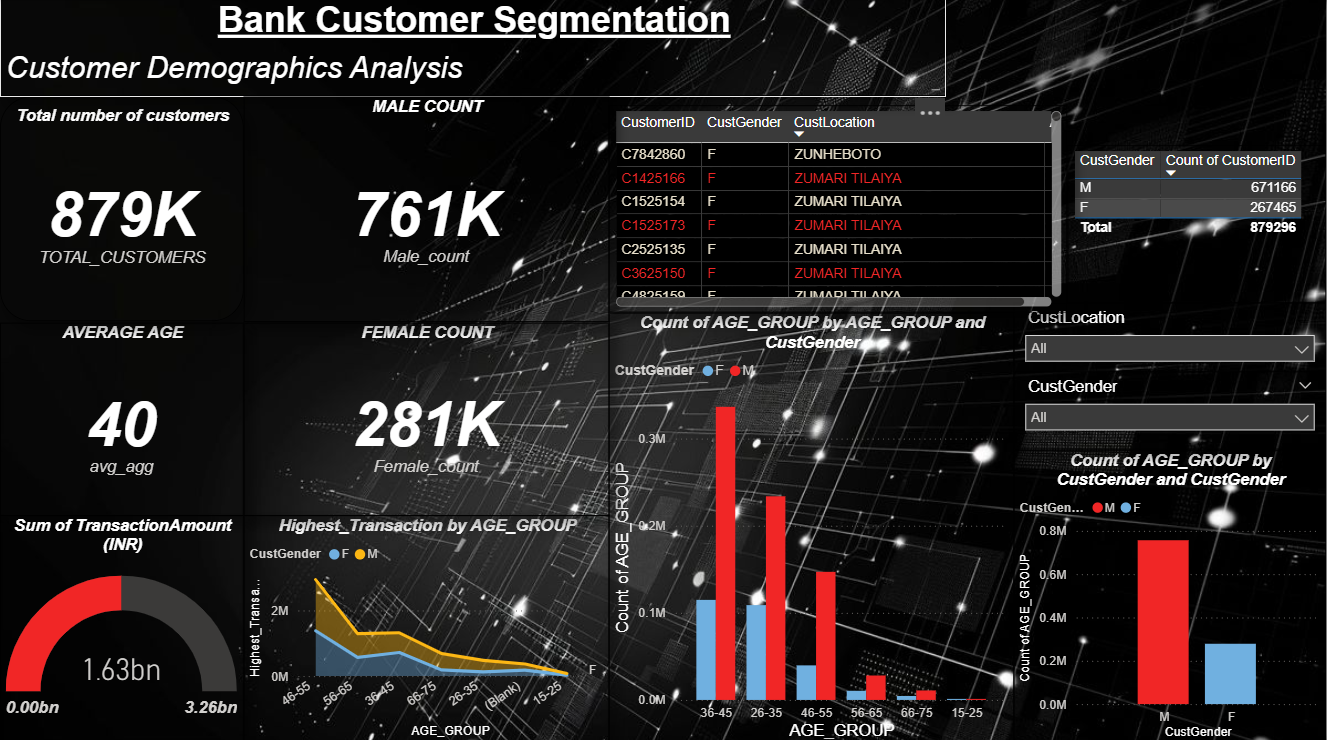 Bank Customer Segmentation
Customer Demographics Analysis
Total number of customers
879K
TOTAL_CUSTOMERS
MALE COUNT
761K
Male_count
AVERAGE AGE
40
avg_agg
FEMALE COUNT
281K
Female_count
CustomerID CustGender CustLocation
C7842860 F ZUNHEBOTO
C1425166 F ZUMARI TILAIYA
C1525154 F ZUMARI TILAIYA
C1525173 F ZUMARI TILAIYA
C2525135 F ZUMARI TILAIYA
C3625150 F ZUMARI TILAIYA
C4825159 F ZUMARI TILAIYA
CustGender Count of CustomerID
M 671166
F 267465
Total 879296
CustLocation
All
CustGender
All
Sum of TransactionAmount
(INR)
1.63bn
0.00bn 3.26bn
Highest_Transaction by AGE_GROUP
CustGender F M
Highest_Transa...
2M
0M
F
46-55 56-65 36-45 66-75 26-35 (Blank) 15-25
AGE_GROUP
Count of AGE_GROUP by AGE_GROUP and
CustGender
CustGender F M
Count of AGE_GROUP
0.3M
0.2M
0.1M
0.0M
36-45 26-35 46-55 56-65 66-75 15-25
AGE_GROUP
Count of AGE_GROUP by
CustGender and CustGender
CustGen... M F
Count of AGE_GROUP
0.8M
0.6M
0.4M
0.2M
0.0M
M F
CustGender